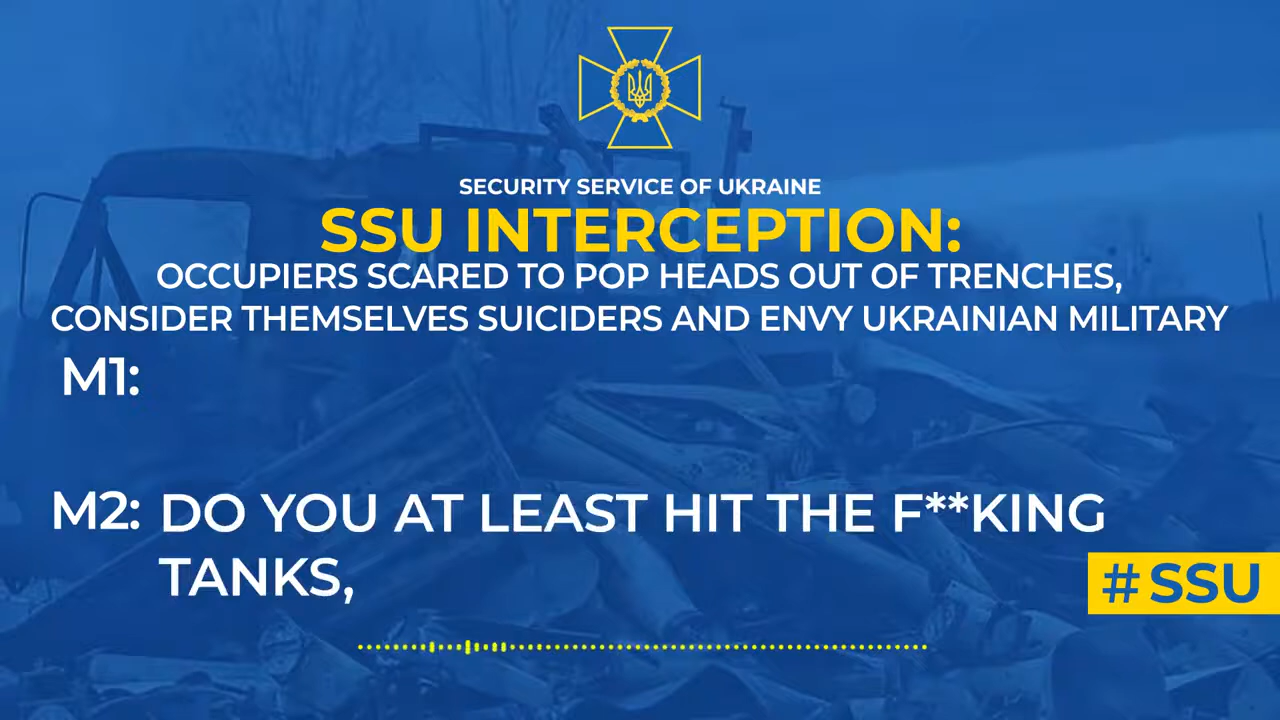 SECURITY SERVICE OF UKRAINE
SSU INTERCEPTION:
OCCUPIERS SCARED TO POP HEADS OUT OF TRENCHES,
CONSIDER THEMSELVES SUICIDERS AND ENVY UKRAINIAN MILITARY
M1:
M2: DO YOU AT LEAST HIT THE F**KING
TANKS,
#SSU